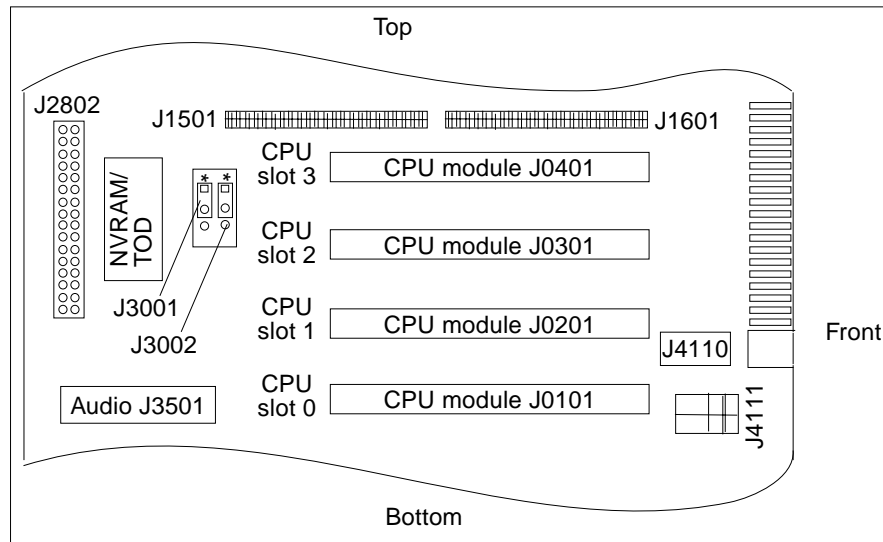 Top
J2802
J1501
J1601
CPU
slot 3
CPU module J0401
* *
NVRAM/
TOD
CPU
slot 2
CPU module J0301
J3001
J3002
CPU
slot 1
CPU module J0201
Front
J4110
CPU
slot 0
CPU module J0101
Audio J3501
J4111
Bottom